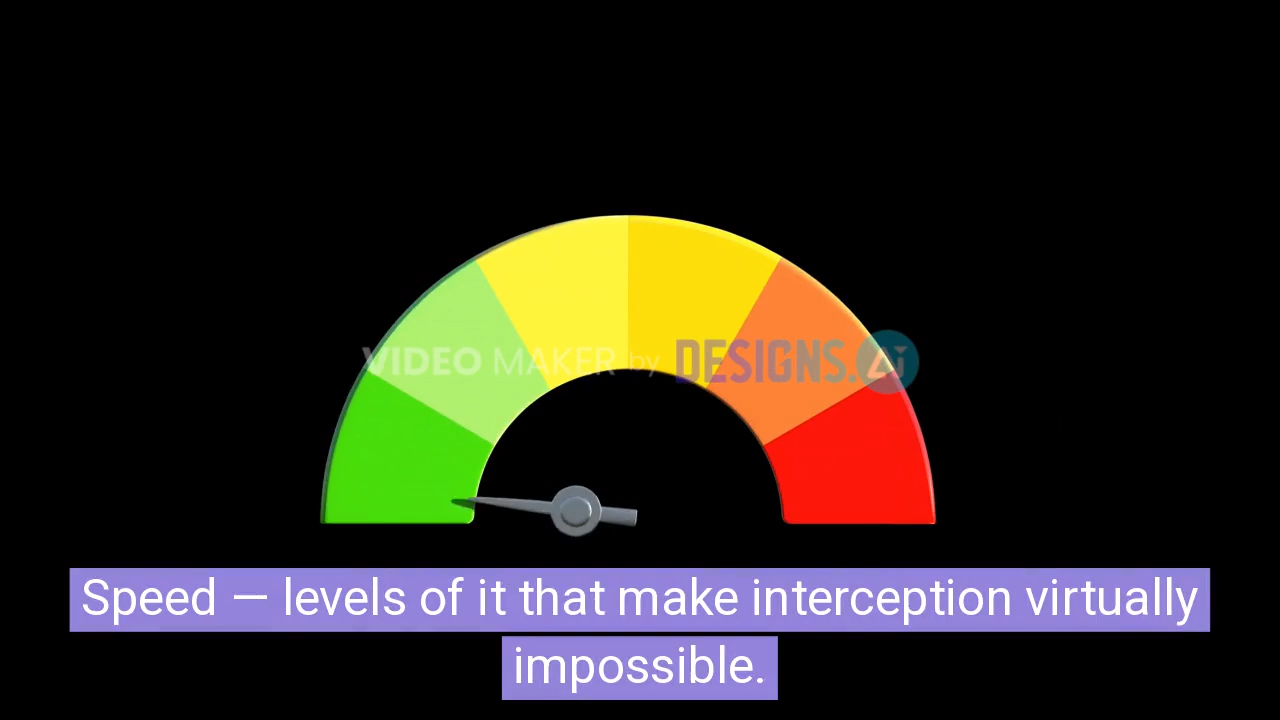 VIDEO MAKER by DESIGNS.Ai
Speed — levels of it that make interception virtually
impossible.